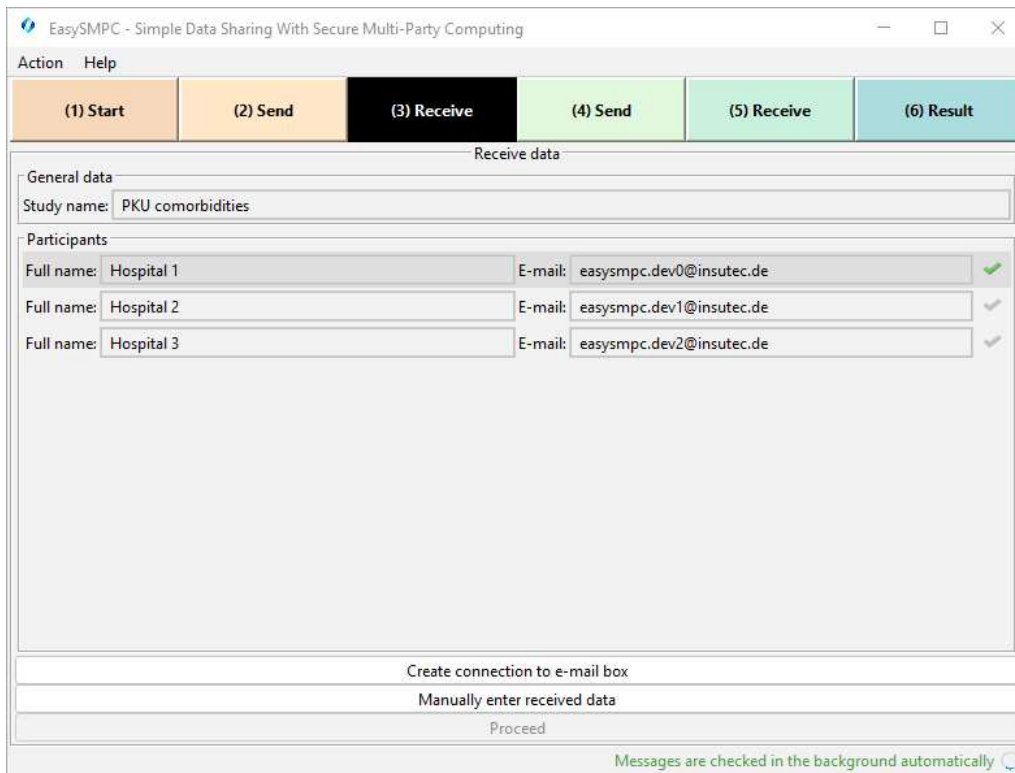 EasySMPC - Simple Data Sharing With Secure Multi-Party Computing
Action Help
(1) Start (2) Send (3) Receive (4) Send (5) Receive (6) Result
Receive data
General data
Study name: PKU comorbidities
Participants
Full name: Hospital 1 E-mail: easysmpc.dev0@insutec.de
Full name: Hospital 2 E-mail: easysmpc.dev1@insutec.de
Full name: Hospital 3 E-mail: easysmpc.dev2@insutec.de
Create connection to e-mail box
Manually enter received data
Proceed
Messages are checked in the background automatically